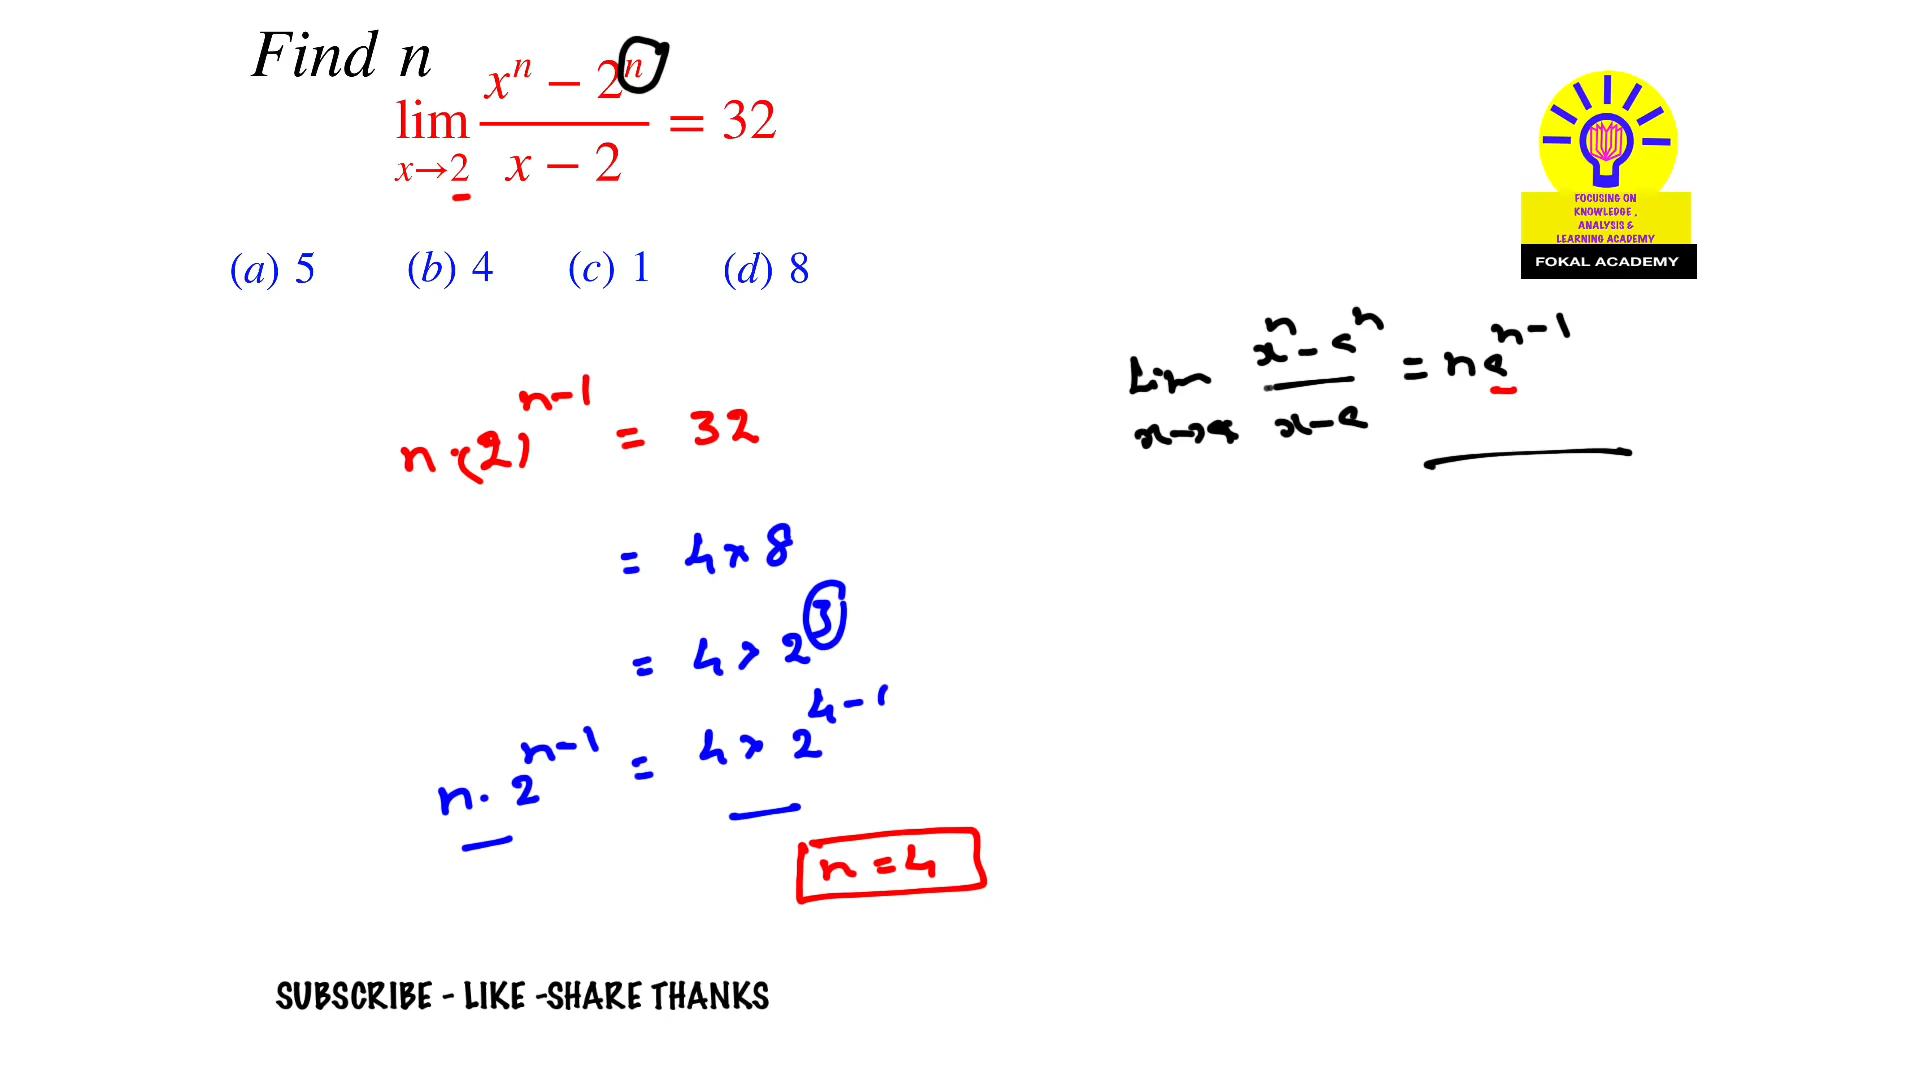 Find n
lim x→2 (xⁿ − 2ⁿ)/(x − 2) = 32
(a) 5 (b) 4 (c) 1 (d) 8
FOCUSING ON
KNOWLEDGE ,
ANALYSIS &
LEARNING ACADEMY
FOKAL ACADEMY
Lim x→a (xⁿ − aⁿ)/(x − a) = naⁿ⁻¹
n·(2)ⁿ⁻¹ = 32
= 4 × 8
= 4 × 2³
n·2ⁿ⁻¹ = 4 × 2⁴⁻¹
n = 4
SUBSCRIBE - LIKE -SHARE THANKS